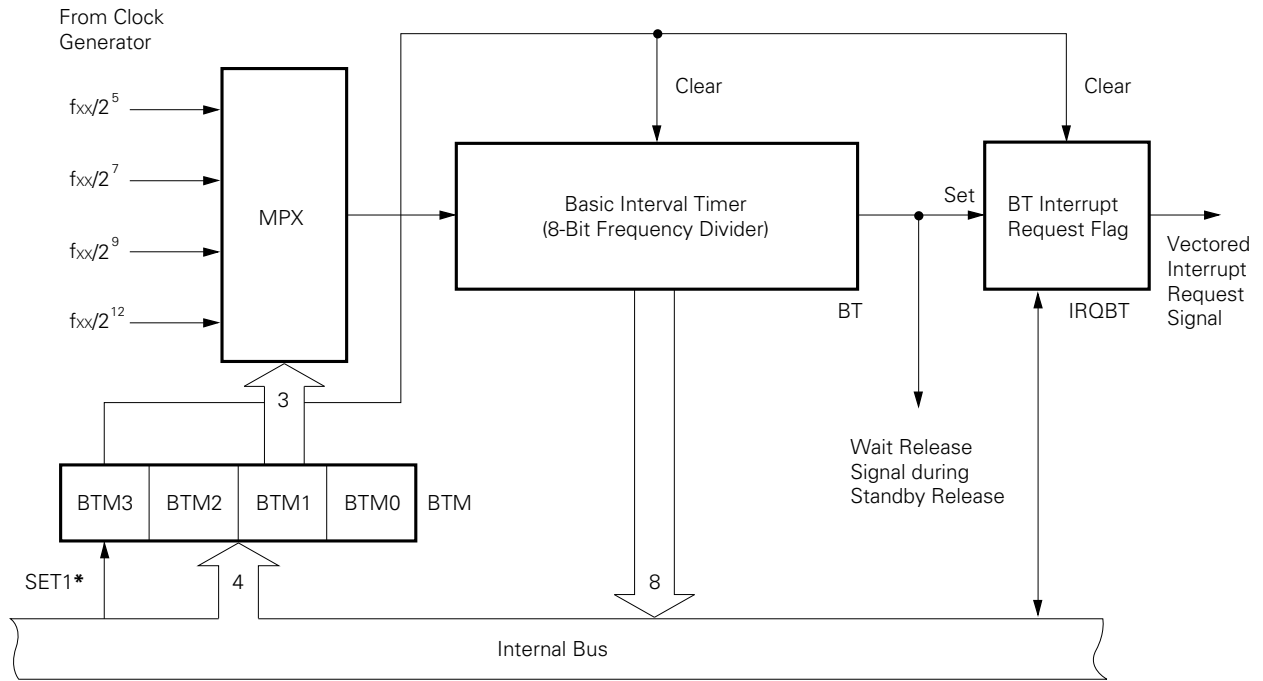 From Clock
Generator
fxx/2^5
fxx/2^7
fxx/2^9
fxx/2^12
MPX
3
Clear
Clear
Basic Interval Timer
(8-Bit Frequency Divider)
BT
Set
BT Interrupt
Request Flag
IRQBT
Vectored
Interrupt
Request
Signal
Wait Release
Signal during
Standby Release
BTM3 BTM2 BTM1 BTM0 BTM
SET1*
4
8
Internal Bus